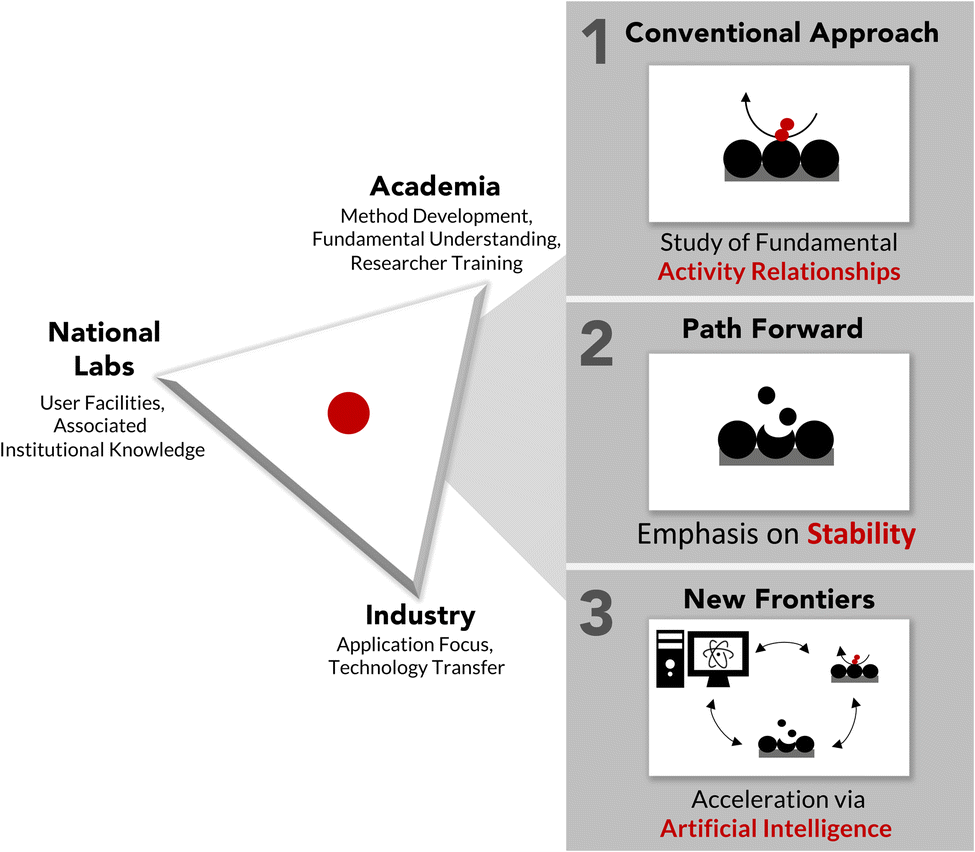 Academia
Method Development,
Fundamental Understanding,
Researcher Training
National
Labs
User Facilities,
Associated
Institutional Knowledge
Industry
Application Focus,
Technology Transfer
1 Conventional Approach
Study of Fundamental
Activity Relationships
2 Path Forward
Emphasis on Stability
3 New Frontiers
Acceleration via
Artificial Intelligence